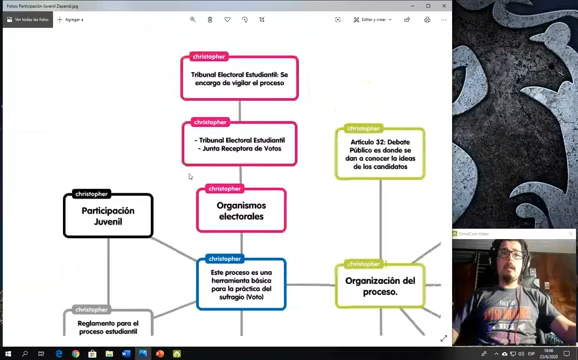 Fotos: Participación Juvenil Zapandi.jpg
Ver todas las fotos
Agregar a
Editar y crear
christopher
Tribunal Electoral Estudiantil: Se
encarga de vigilar el proceso
christopher
- Tribunal Electoral Estudiantil
- Junta Receptora de Votos
christopher
Artículo 32: Debate
Público es donde se
dan a conocer la ideas
de los candidatos
christopher
Participación
Juvenil
christopher
Organismos
electorales
christopher
Este proceso es una
herramienta básica
para la práctica del
sufragio (Voto)
christopher
Organización del
proceso.
christopher
Reglamento para el
proceso estudiantil
ESP